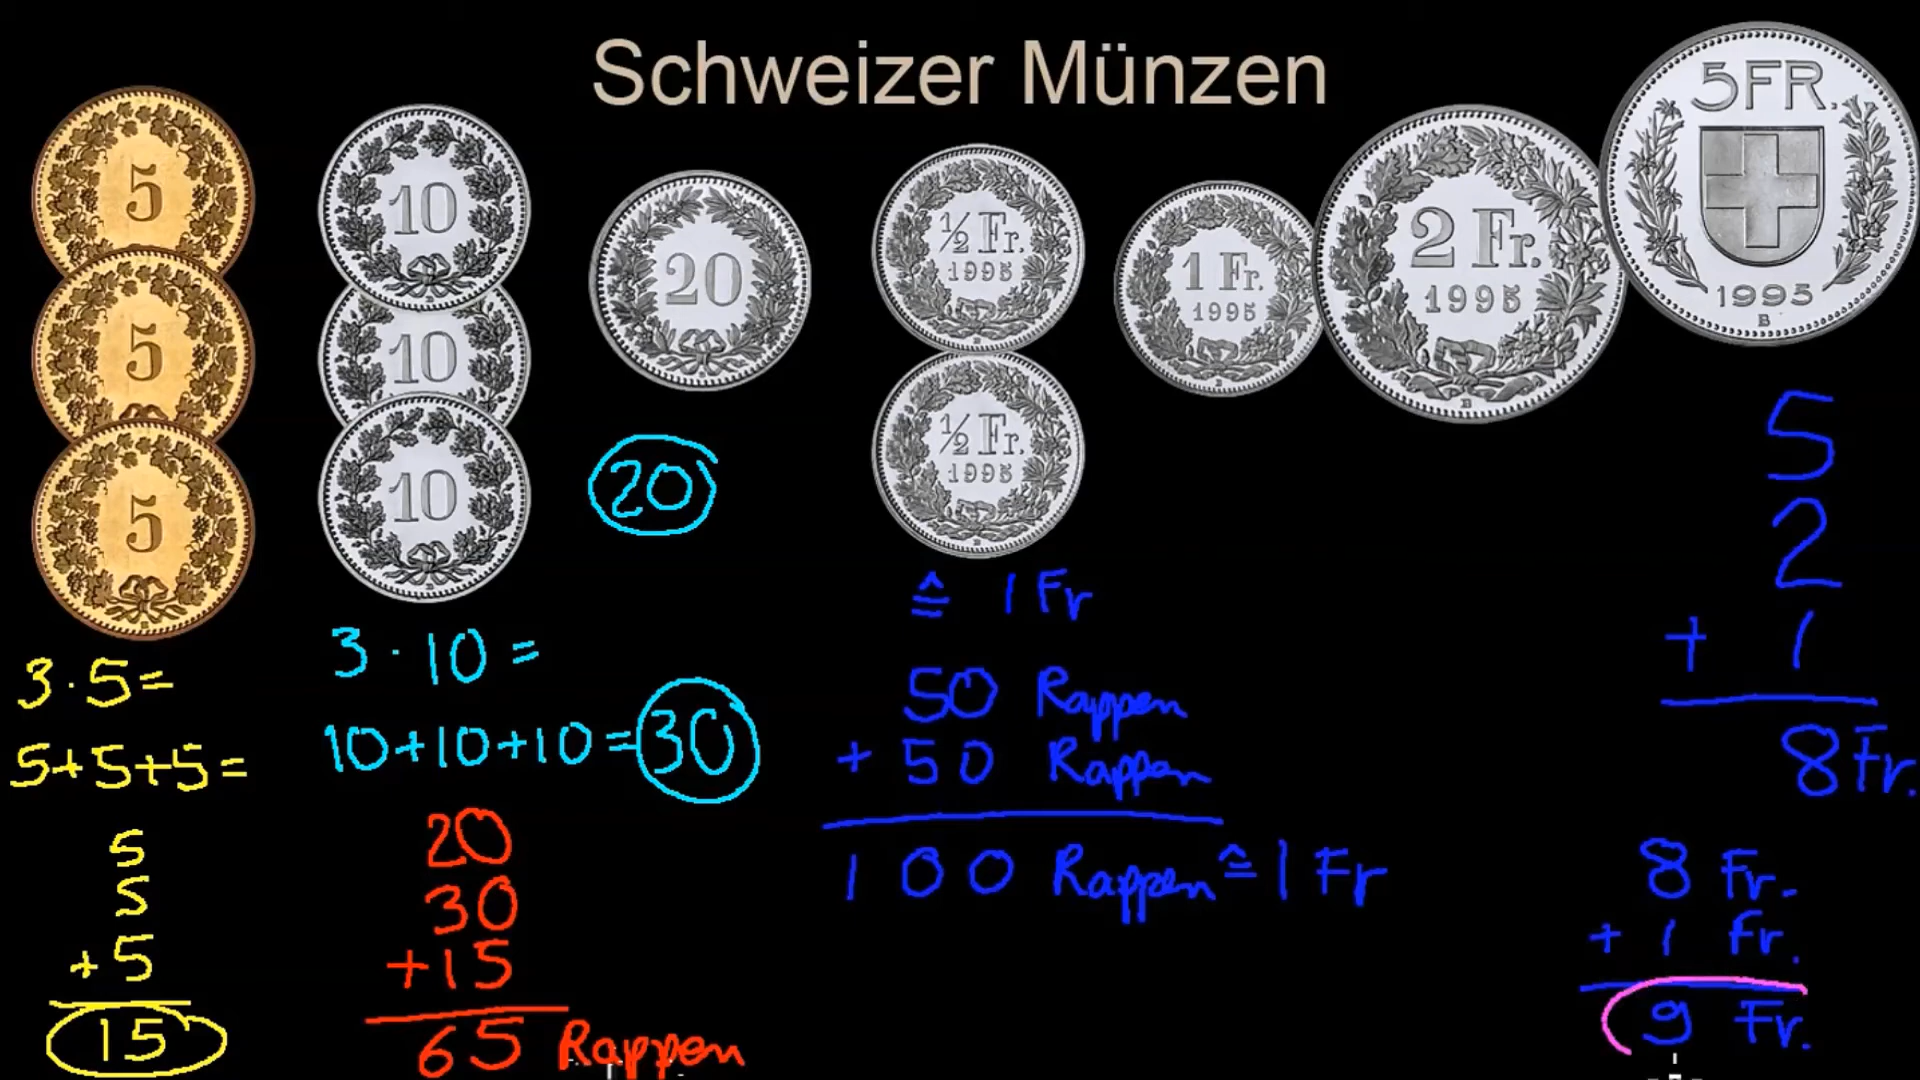 Schweizer Münzen
5
5
5
10
10
10
20
½ Fr.
1995
½ Fr.
1995
1 Fr.
1995
2 Fr.
1995
B
5 FR.
1995
B
3·5=
5+5+5=
5
5
+5
15
3·10=
10+10+10=30
20
20
30
+15
65 Rappen
≙ 1 Fr
50 Rappen
+ 50 Rappen
100 Rappen ≙ 1 Fr
5
2
+ 1
8 Fr.
8 Fr.
+ 1 Fr.
9 Fr.